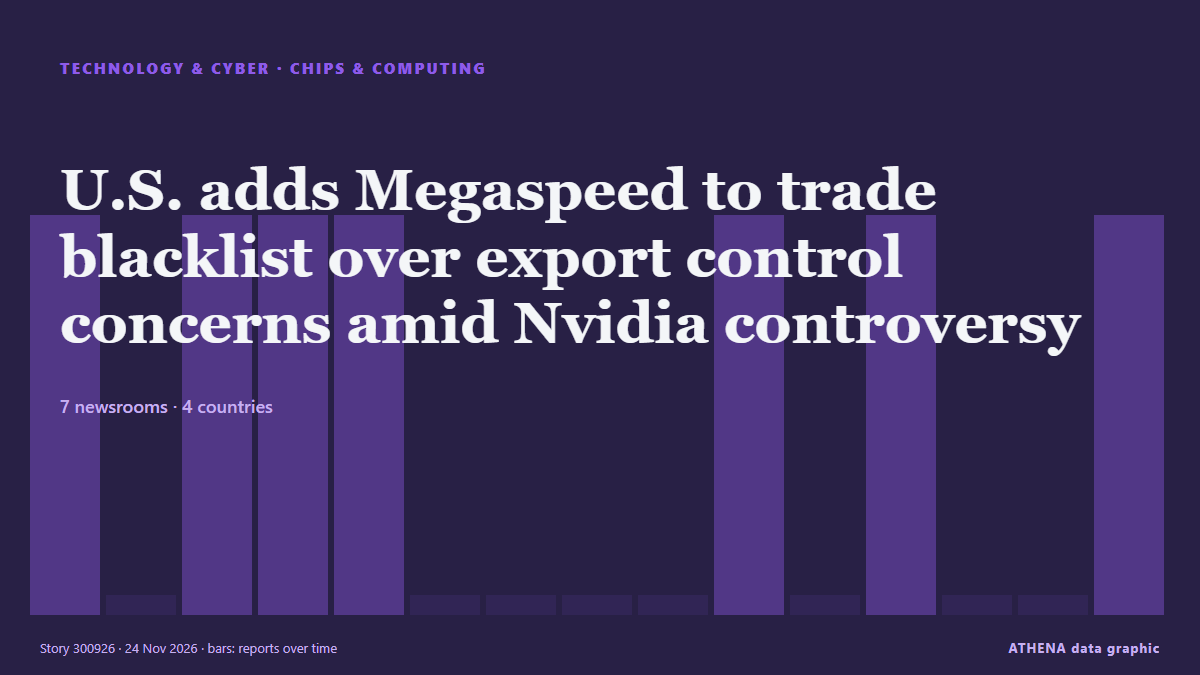 TECHNOLOGY & CYBER · CHIPS & COMPUTING
U.S. adds Megaspeed to trade
blacklist over export control
concerns amid Nvidia controversy
7 newsrooms · 4 countries
Story 300926 · 24 Nov 2026 · bars: reports over time
ATHENA data graphic